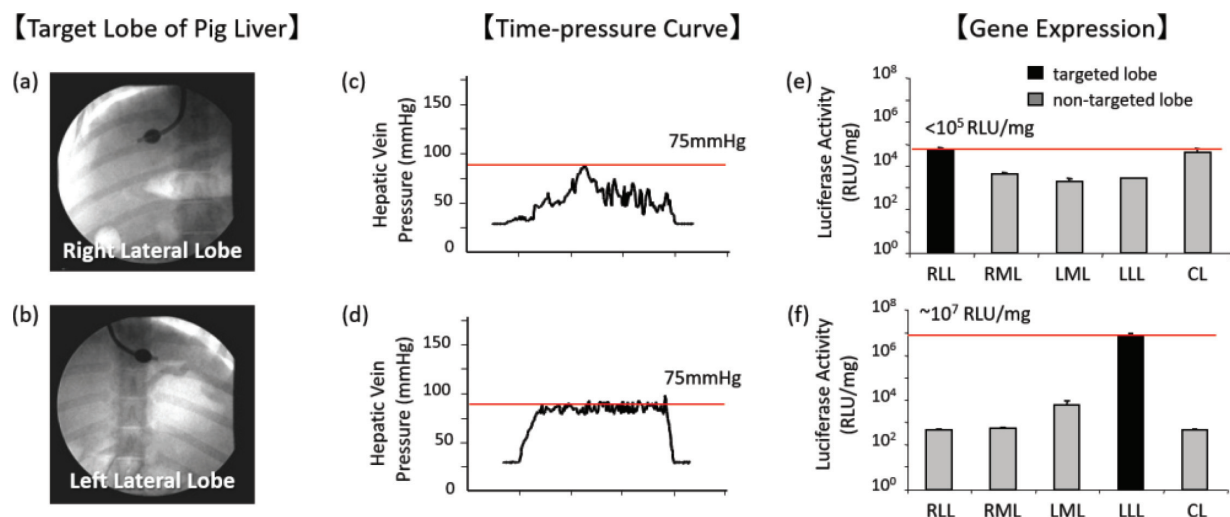 【Target Lobe of Pig Liver】
【Time-pressure Curve】
【Gene Expression】
(a)
Right Lateral Lobe
(b)
Left Lateral Lobe
(c)
Hepatic Vein
Pressure (mmHg)
150
100
50
0
75mmHg
(d)
Hepatic Vein
Pressure (mmHg)
150
100
50
0
75mmHg
(e)
targeted lobe
non-targeted lobe
<10⁵ RLU/mg
Luciferase Activity
(RLU/mg)
10⁸
10⁶
10⁴
10²
10⁰
RLL RML LML LLL CL
(f)
~10⁷ RLU/mg
Luciferase Activity
(RLU/mg)
10⁸
10⁶
10⁴
10²
10⁰
RLL RML LML LLL CL